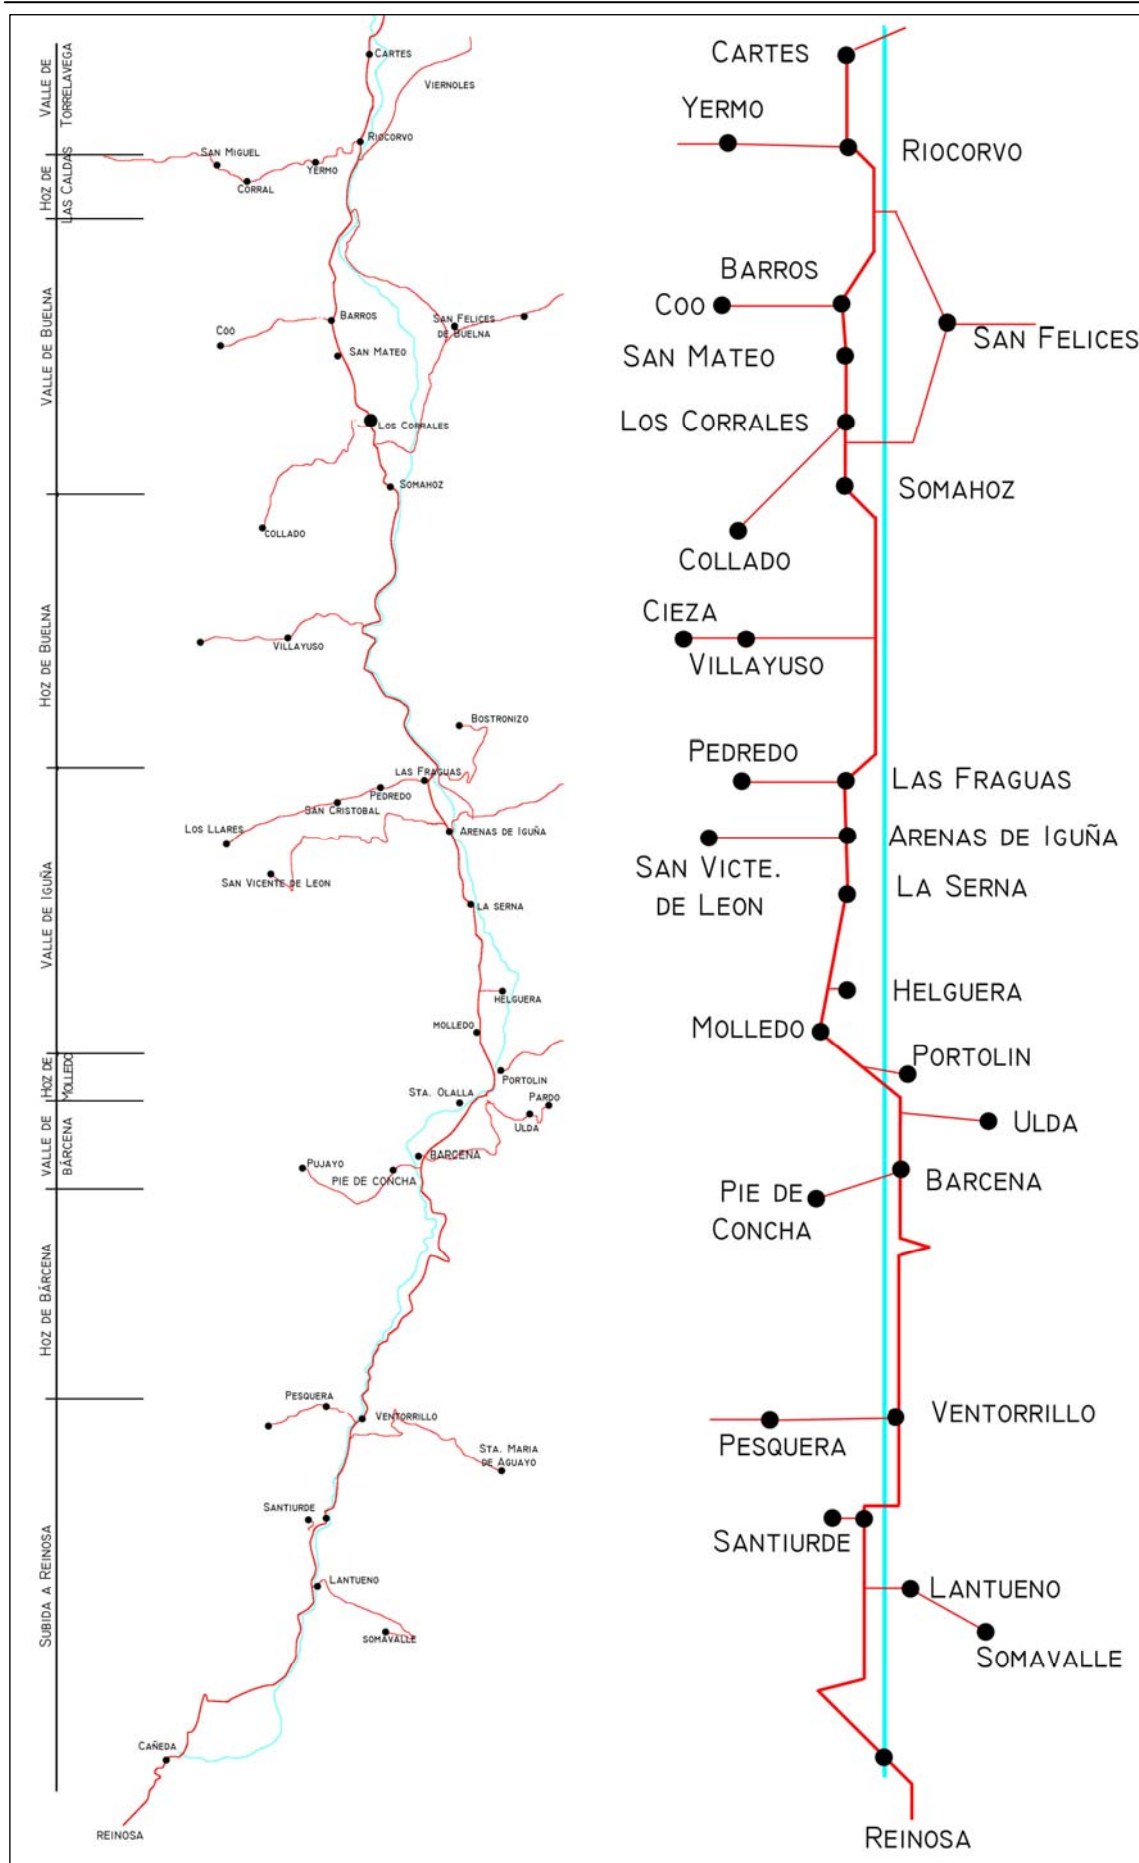 VALLE DE
TORRELAVEGA
HOZ DE
LAS CALDAS
VALLE DE BUELNA
HOZ DE BUELNA
VALLE DE IGUÑA
HOZ DE
MOLLEDO
VALLE DE
BÁRCENA
HOZ DE BÁRCENA
SUBIDA A REINOSA
CARTES
VIERNOLES
RIOCORVO
SAN MIGUEL
YERMO
CORRAL
BARROS
SAN FELICES
DE BUELNA
COO
SAN MATEO
LOS CORRALES
SOMAHOZ
COLLADO
VILLAYUSO
BOSTRONIZO
LAS FRAGUAS
PEDREDO
SAN CRISTOBAL
LOS LLARES
ARENAS DE IGUÑA
SAN VICENTE DE LEON
LA SERNA
HELGUERA
MOLLEDO
PORTOLIN
STA. OLALLA
PARDO
ULDA
BARCENA
PUJAYO
PIE DE CONCHA
PESQUERA
VENTORRILLO
STA. MARIA
DE AGUAYO
SANTIURDE
LANTUENO
SOMAVALLE
CAÑEDA
REINOSA
CARTES
YERMO
RIOCORVO
BARROS
COO
SAN FELICES
SAN MATEO
LOS CORRALES
SOMAHOZ
COLLADO
CIEZA
VILLAYUSO
PEDREDO
LAS FRAGUAS
ARENAS DE IGUÑA
SAN VICTE.
DE LEON
LA SERNA
HELGUERA
MOLLEDO
PORTOLIN
ULDA
BARCENA
PIE DE
CONCHA
VENTORRILLO
PESQUERA
SANTIURDE
LANTUENO
SOMAVALLE
REINOSA